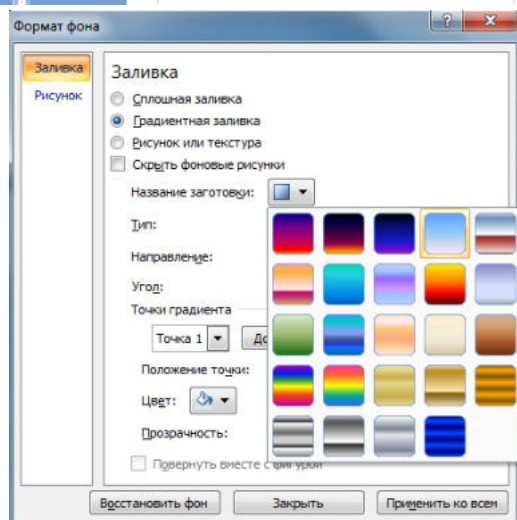 Формат фона
Заливка
Рисунок
Заливка
Сплошная заливка
Градиентная заливка
Рисунок или текстура
Скрыть фоновые рисунки
Название заготовки:
Тип:
Направление:
Угол:
Точки градиента
Точка 1
До
Положение точки:
Цвет:
Прозрачность:
Повернуть вместе с фигурой
Восстановить фон
Закрыть
Применить ко всем